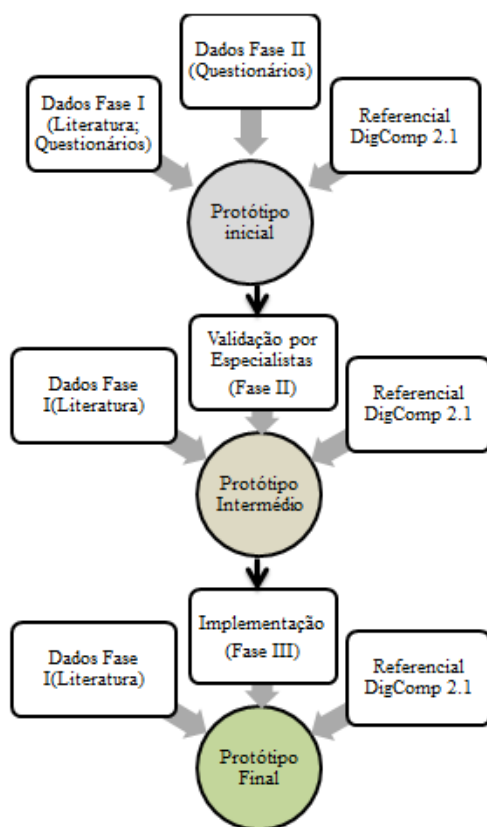 Dados Fase II
(Questionários)
Dados Fase I
(Literatura;
Questionários)
Referencial
DigComp 2.1
Protótipo
inicial
Validação por
Especialistas
(Fase II)
Dados Fase
I(Literatura)
Referencial
DigComp 2.1
Protótipo
Intermédio
Implementação
(Fase III)
Dados Fase
I(Literatura)
Referencial
DigComp 2.1
Protótipo
Final